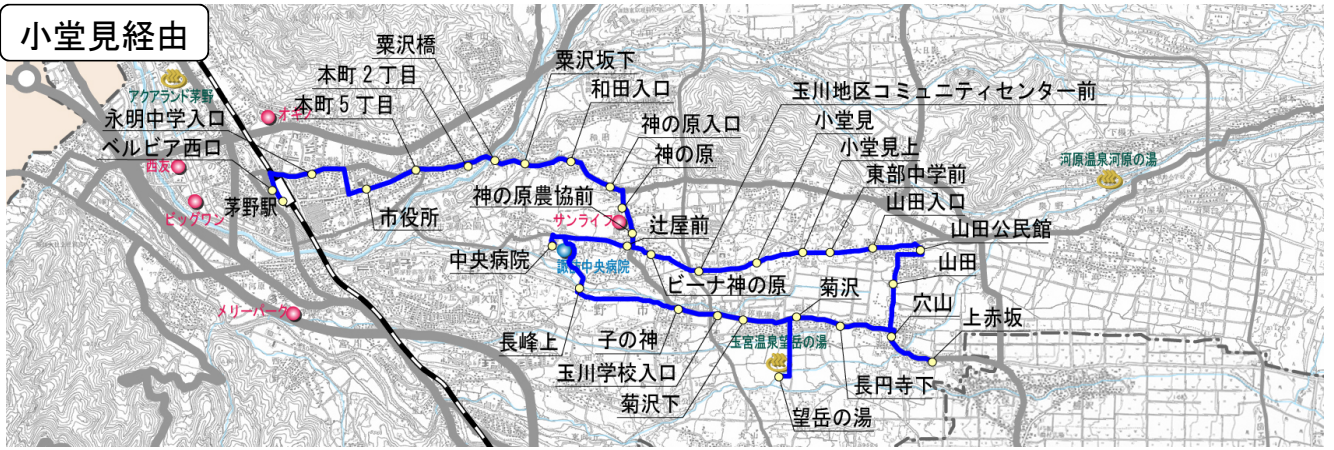 小堂見経由
粟沢橋
本町２丁目
本町５丁目
粟沢坂下
和田入口
アクアランド茅野
オギノ
永明中学入口
ベルビア西口
西友
ビッグワン
茅野駅
市役所
メリーパーク
神の原入口
神の原
神の原農協前
サンライフ
辻屋前
玉川地区コミュニティセンター前
小堂見
小堂見上
東部中学前
山田入口
山田公民館
河原温泉河原の湯
中央病院
諏訪中央病院
ビーナ神の原
菊沢
山田
穴山
上赤坂
長峰上
子の神
玉川学校入口
菊沢下
玉宮温泉望岳の湯
望岳の湯
長円寺下
野
市